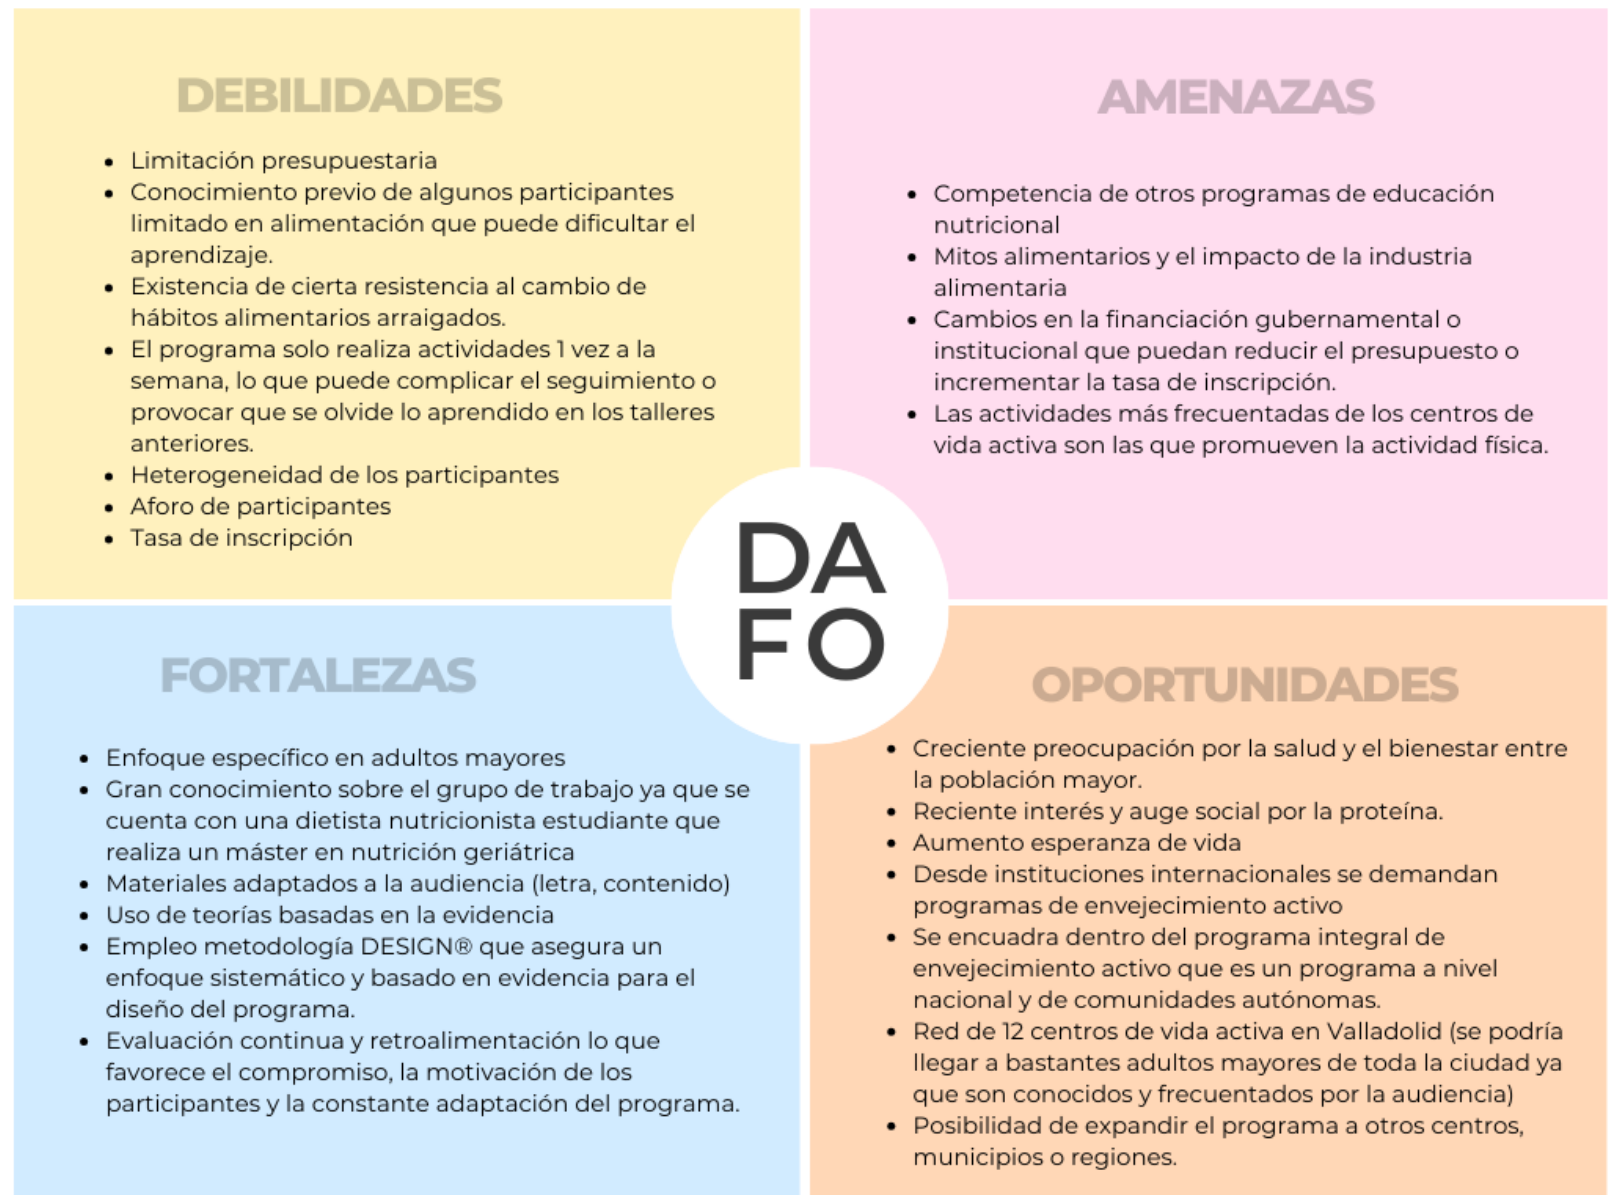 DEBILIDADES
• Limitación presupuestaria
• Conocimiento previo de algunos participantes
limitado en alimentación que puede dificultar el
aprendizaje.
• Existencia de cierta resistencia al cambio de
hábitos alimentarios arraigados.
• El programa solo realiza actividades 1 vez a la
semana, lo que puede complicar el seguimiento o
provocar que se olvide lo aprendido en los talleres
anteriores.
• Heterogeneidad de los participantes
• Aforo de participantes
• Tasa de inscripción
AMENAZAS
• Competencia de otros programas de educación
nutricional
• Mitos alimentarios y el impacto de la industria
alimentaria
• Cambios en la financiación gubernamental o
institucional que puedan reducir el presupuesto o
incrementar la tasa de inscripción.
• Las actividades más frecuentadas de los centros de
vida activa son las que promueven la actividad física.
DA
FO
FORTALEZAS
• Enfoque específico en adultos mayores
• Gran conocimiento sobre el grupo de trabajo ya que se
cuenta con una dietista nutricionista estudiante que
realiza un máster en nutrición geriátrica
• Materiales adaptados a la audiencia (letra, contenido)
• Uso de teorías basadas en la evidencia
• Empleo metodología DESIGN® que asegura un
enfoque sistemático y basado en evidencia para el
diseño del programa.
• Evaluación continua y retroalimentación lo que
favorece el compromiso, la motivación de los
participantes y la constante adaptación del programa.
OPORTUNIDADES
• Creciente preocupación por la salud y el bienestar entre
la población mayor.
• Reciente interés y auge social por la proteína.
• Aumento esperanza de vida
• Desde instituciones internacionales se demandan
programas de envejecimiento activo
• Se encuadra dentro del programa integral de
envejecimiento activo que es un programa a nivel
nacional y de comunidades autónomas.
• Red de 12 centros de vida activa en Valladolid (se podría
llegar a bastantes adultos mayores de toda la ciudad ya
que son conocidos y frecuentados por la audiencia)
• Posibilidad de expandir el programa a otros centros,
municipios o regiones.